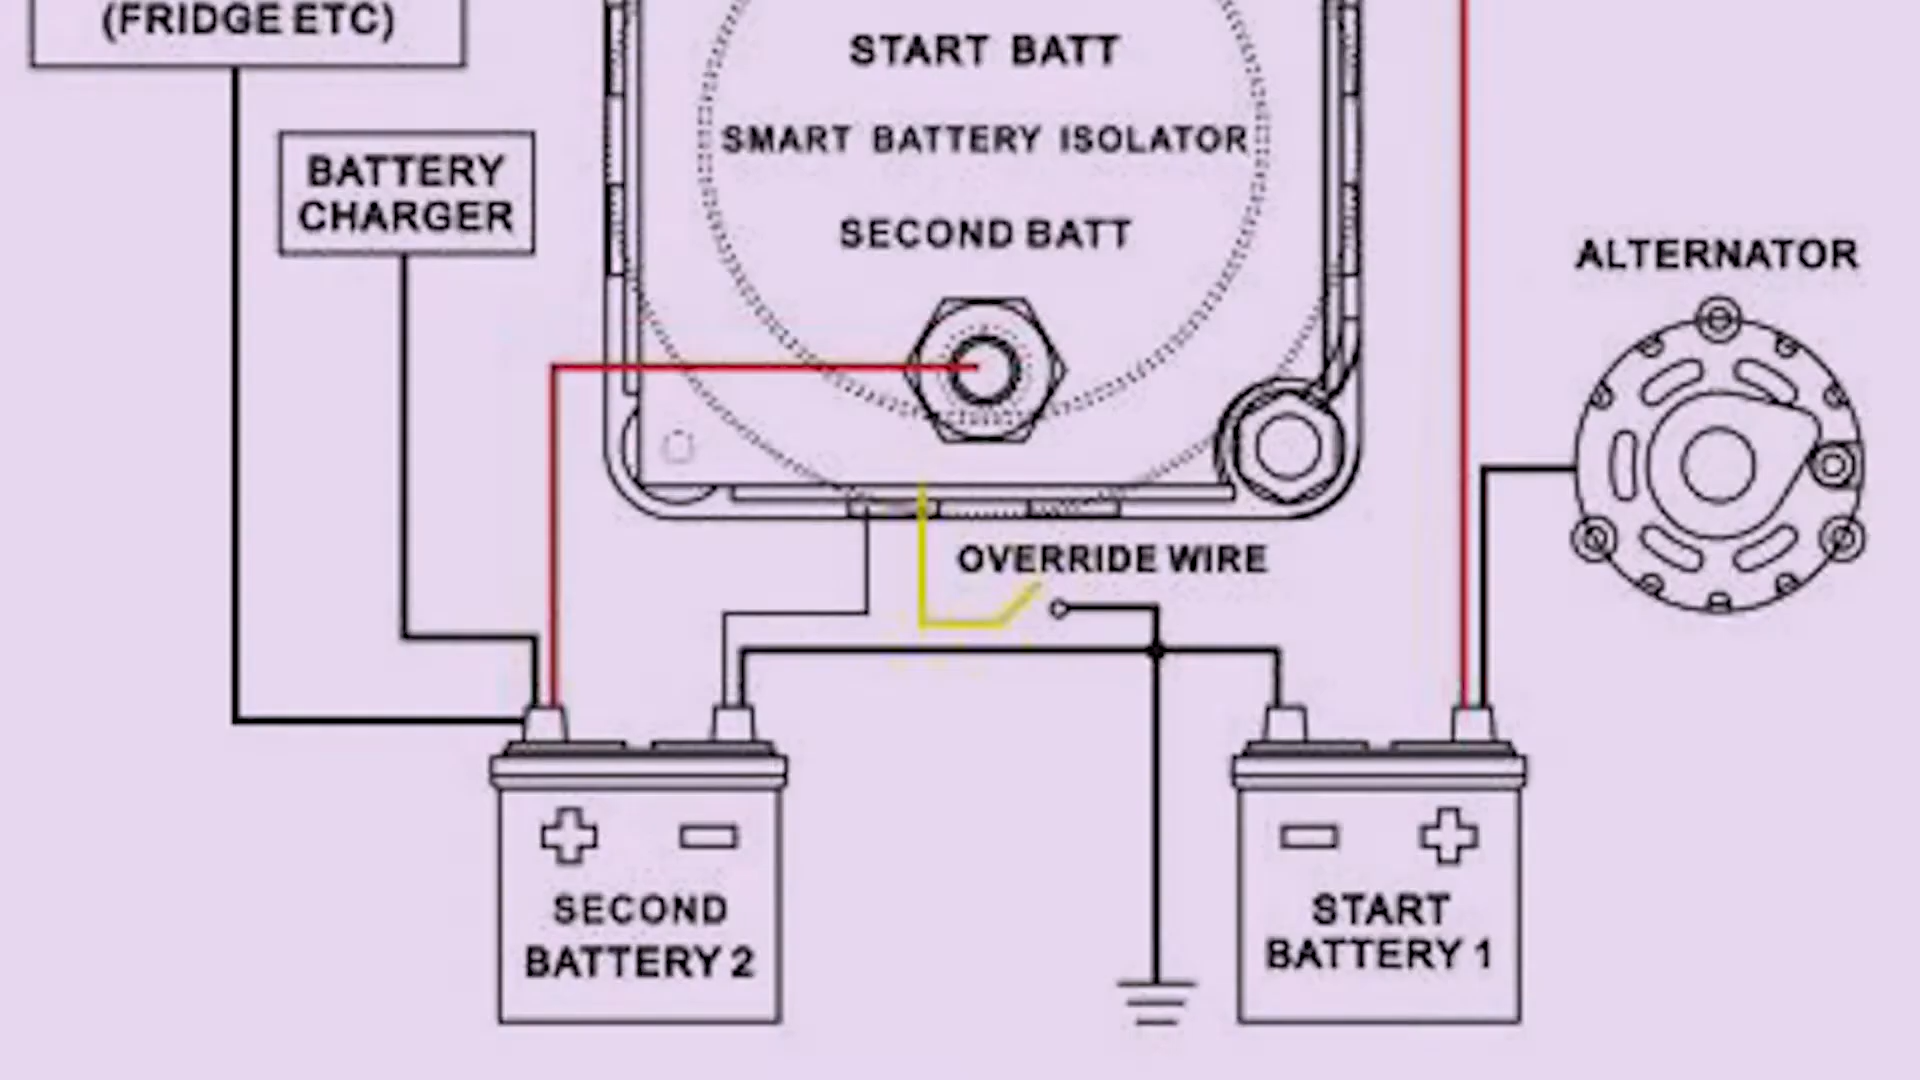 (FRIDGE ETC)
START BATT
SMART BATTERY ISOLATOR
BATTERY
CHARGER
SECOND BATT
ALTERNATOR
OVERRIDE WIRE
SECOND
BATTERY 2
START
BATTERY 1